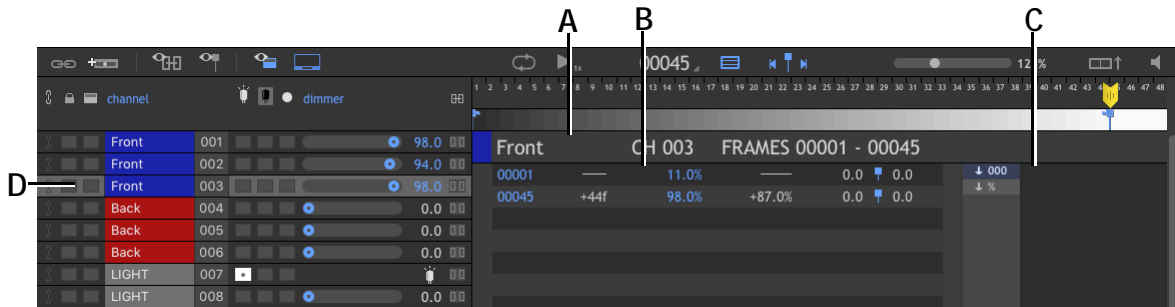 A B C
1x 00045 12 %
channel dimmer
1 2 3 4 5 6 7 8 9 10 11 12 13 14 15 16 17 18 19 20 21 22 23 24 25 26 27 28 29 30 31 32 33 34 35 36 37 38 39 40 41 42 43 44 46 47 48
Front 001 98.0
Front CH 003 FRAMES 00001 - 00045
Front 002 94.0
00001 —— 11.0% —— 0.0 0.0 000
D Front 003 98.0
00045 +44f 98.0% +87.0% 0.0 0.0 %
Back 004 0.0
Back 005 0.0
Back 006 0.0
LIGHT 007
LIGHT 008 0.0